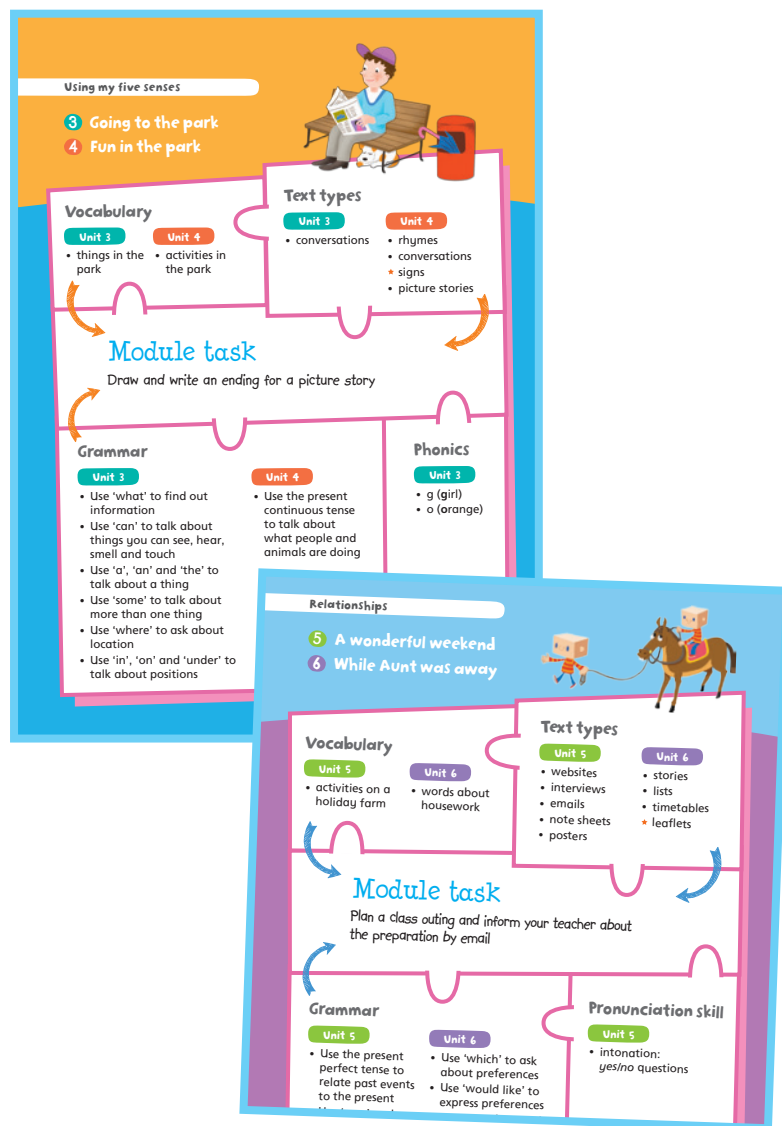 Using my five senses
3 Going to the park
4 Fun in the park
Vocabulary
Unit 3
• things in the
park
Unit 4
• activities in
the park
Text types
Unit 3
• conversations
Unit 4
• rhymes
• conversations
★ signs
• picture stories
Module task
Draw and write an ending for a picture story
Grammar
Unit 3
• Use ‘what’ to find out
information
• Use ‘can’ to talk about
things you can see, hear,
smell and touch
• Use ‘a’, ‘an’ and ‘the’ to
talk about a thing
• Use ‘some’ to talk about
more than one thing
• Use ‘where’ to ask about
location
• Use ‘in’, ‘on’ and ‘under’ to
talk about positions
Unit 4
• Use the present
continuous tense
to talk about
what people and
animals are doing
Phonics
Unit 3
• g (girl)
• o (orange)
Relationships
5 A wonderful weekend
6 While Aunt was away
Vocabulary
Unit 5
• activities on a
holiday farm
Unit 6
• words about
housework
Text types
Unit 5
• websites
• interviews
• emails
• note sheets
• posters
Unit 6
• stories
• lists
• timetables
★ leaflets
Module task
Plan a class outing and inform your teacher about
the preparation by email
Grammar
Unit 5
• Use the present
perfect tense to
relate past events
to the present
Unit 6
• Use ‘which’ to ask
about preferences
• Use ‘would like’ to
express preferences
Pronunciation skill
Unit 5
• intonation:
yes/no questions